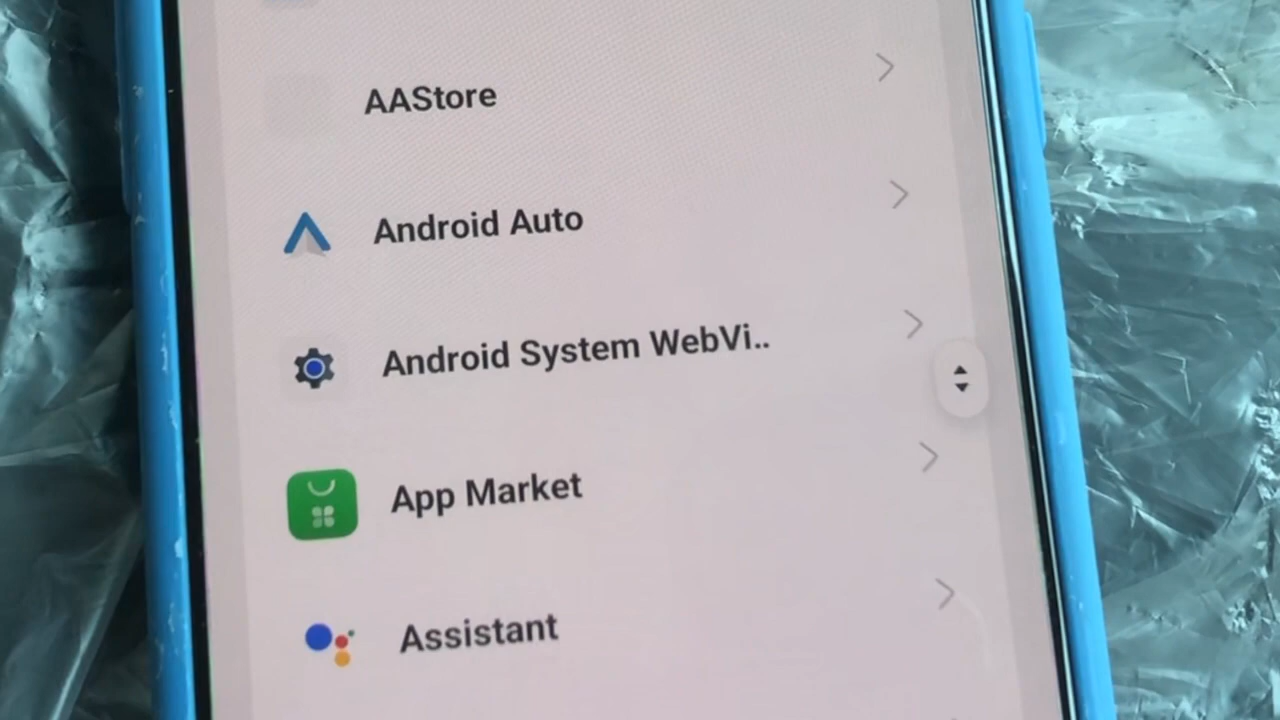 AAStore
Android Auto
Android System WebVi..
App Market
Assistant